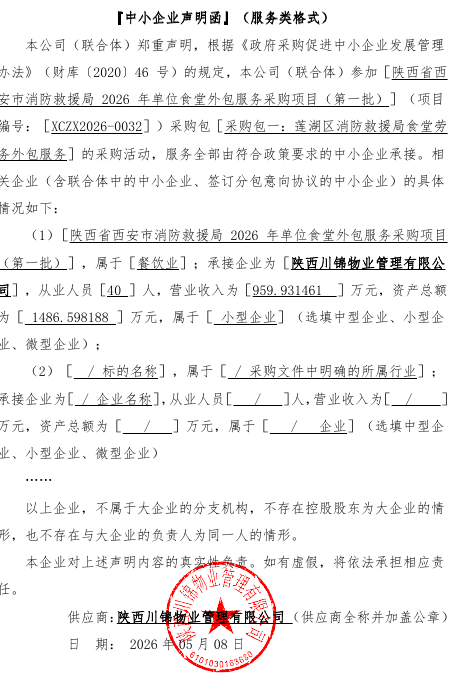 『中小企业声明函』（服务类格式）
本公司（联合体）郑重声明，根据《政府采购促进中小企业发展管理
办法》（财库〔2020〕46 号）的规定，本公司（联合体）参加［陕西省西
安市消防救援局 2026 年单位食堂外包服务采购项目（第一批）］（项目
编号：［XCZX2026-0032］）采购包［采购包一：莲湖区消防救援局食堂劳
务外包服务］的采购活动，服务全部由符合政策要求的中小企业承接。相
关企业（含联合体中的中小企业、签订分包意向协议的中小企业）的具体
情况如下：
（1）［陕西省西安市消防救援局 2026 年单位食堂外包服务采购项目
（第一批）］，属于［餐饮业］；承接企业为［陕西川锦物业管理有限公
司］，从业人员［40 ］人，营业收入为［959.931461 ］万元，资产总额
为［ 1486.598188 ］万元，属于［ 小型企业］（选填中型企业、小型企
业、微型企业）；
（2）［ / 标的名称］，属于［ / 采购文件中明确的所属行业］；
承接企业为［ / 企业名称］，从业人员［ / ］人，营业收入为［ / ］
万元，资产总额为［ / ］万元，属于［ / 企业］（选填中型企
业、小型企业、微型企业）
……
以上企业，不属于大企业的分支机构，不存在控股股东为大企业的情
形，也不存在与大企业的负责人为同一人的情形。
本企业对上述声明内容的真实性负责。如有虚假，将依法承担相应责
任。
供应商：陕西川锦物业管理有限公司（供应商全称并加盖公章）
日 期： 2026 年 05 月 08 日
陕西川锦物业管理有限公司
6101030163650